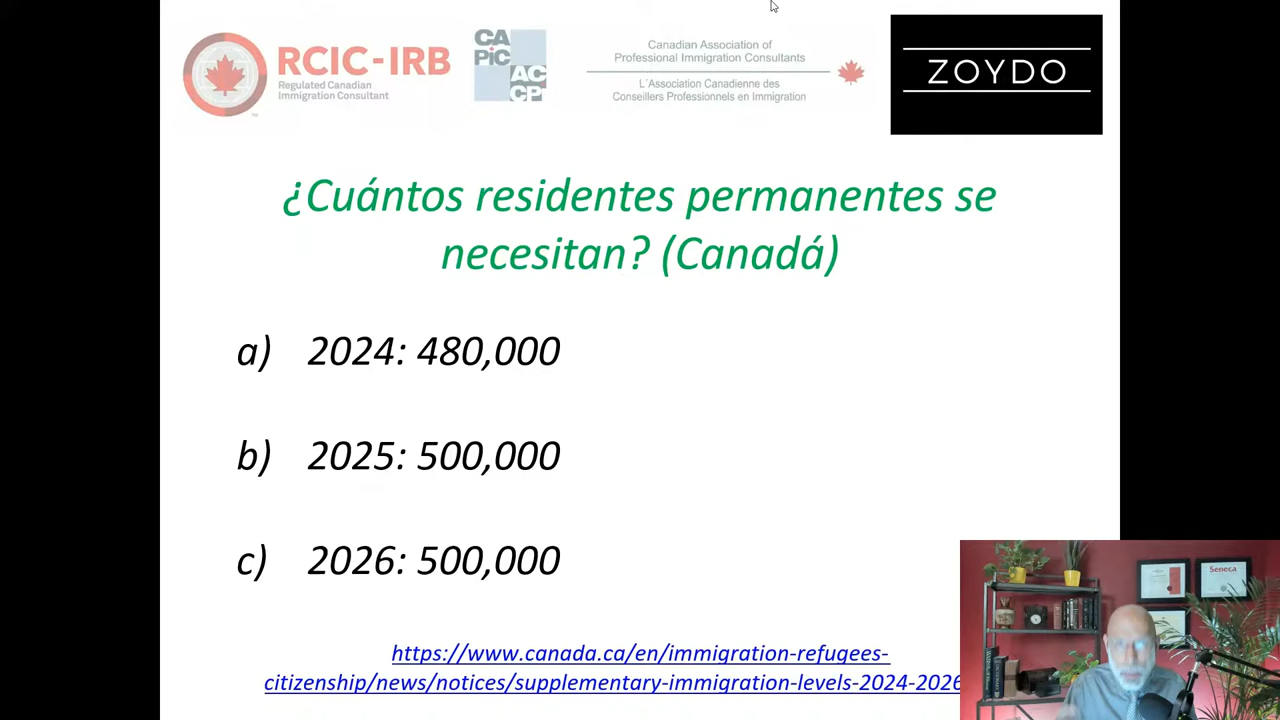 RCIC-IRB
Regulated Canadian
Immigration Consultant
CA
PiC
AC
CP
Canadian Association of
Professional Immigration Consultants
L´Association Canadienne des
Conseillers Professionnels en Immigration
ZOYDO
¿Cuántos residentes permanentes se
necesitan? (Canadá)
a) 2024: 480,000
b) 2025: 500,000
c) 2026: 500,000
https://www.canada.ca/en/immigration-refugees-
citizenship/news/notices/supplementary-immigration-levels-2024-2026
Seneca